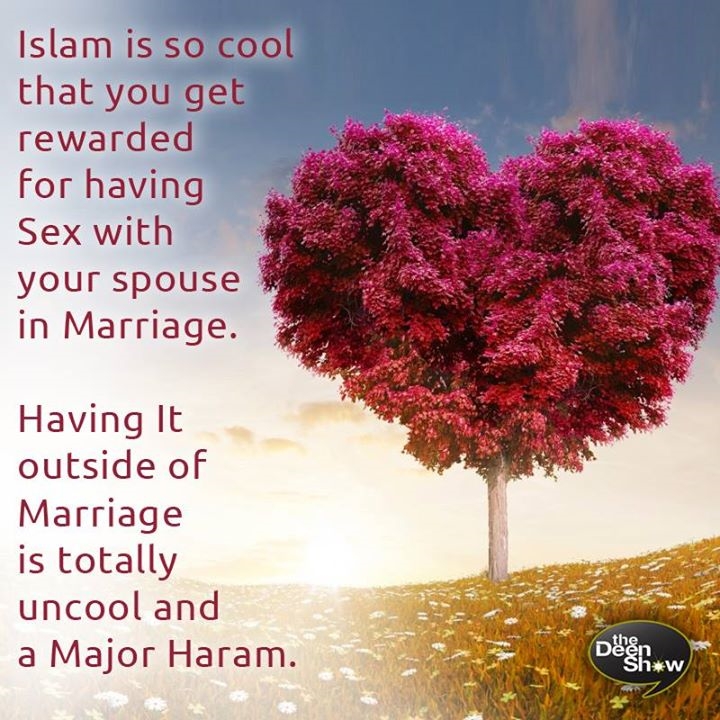 Islam is so cool
that you get
rewarded
for having
Sex with
your spouse
in Marriage.
Having It
outside of
Marriage
is totally
uncool and
a Major Haram.
the
Deen
Show